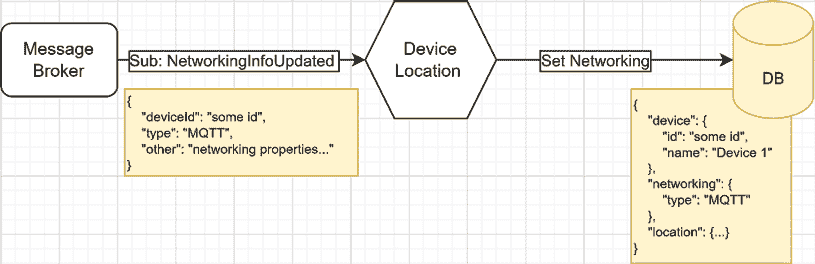 Message
Broker
Sub: NetworkingInfoUpdated
Device
Location
Set Networking
DB
{
"deviceId": "some id",
"type": "MQTT",
"other": "networking properties..."
}
{
"device": {
"id": "some id",
"name": "Device 1"
},
"networking": {
"type": "MQTT"
},
"location": {...}
}